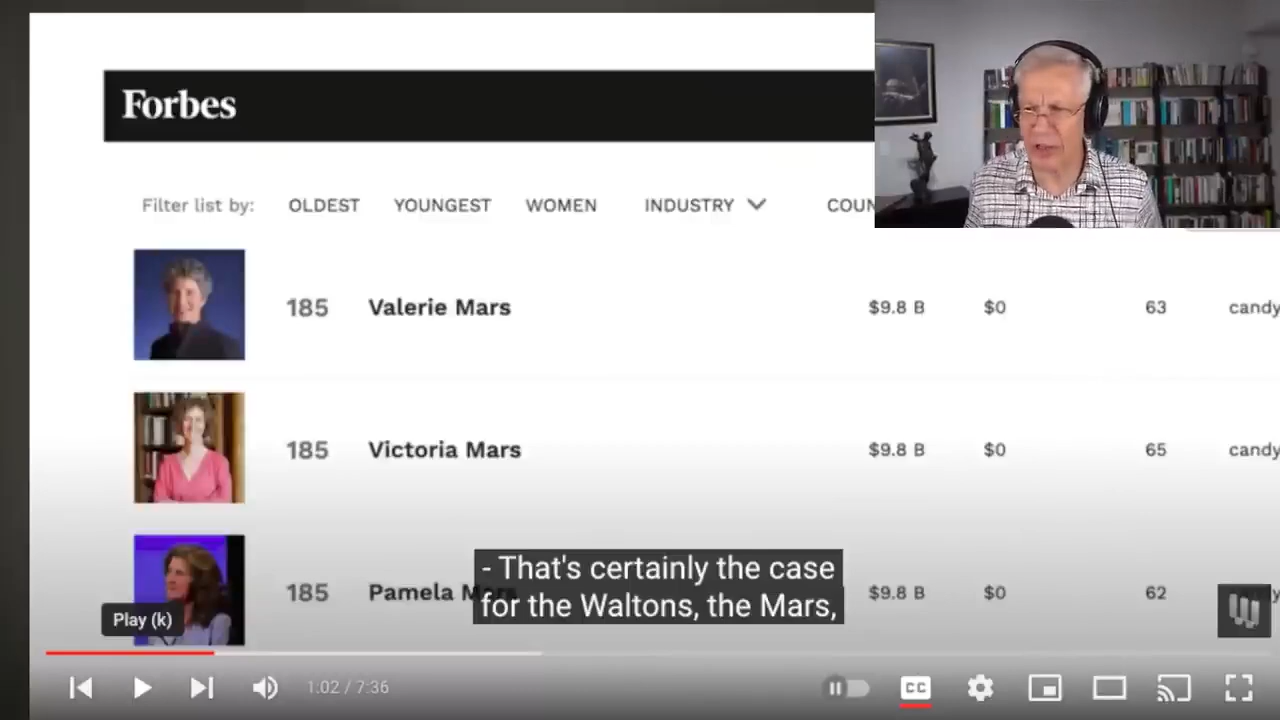 Forbes
Filter list by: OLDEST YOUNGEST WOMEN INDUSTRY COUN
185 Valerie Mars $9.8 B $0 63 candy
185 Victoria Mars $9.8 B $0 65 candy
185 Pamela M $9.8 B $0 62
- That's certainly the case
for the Waltons, the Mars,
Play (k)
1:02 / 7:36
CC